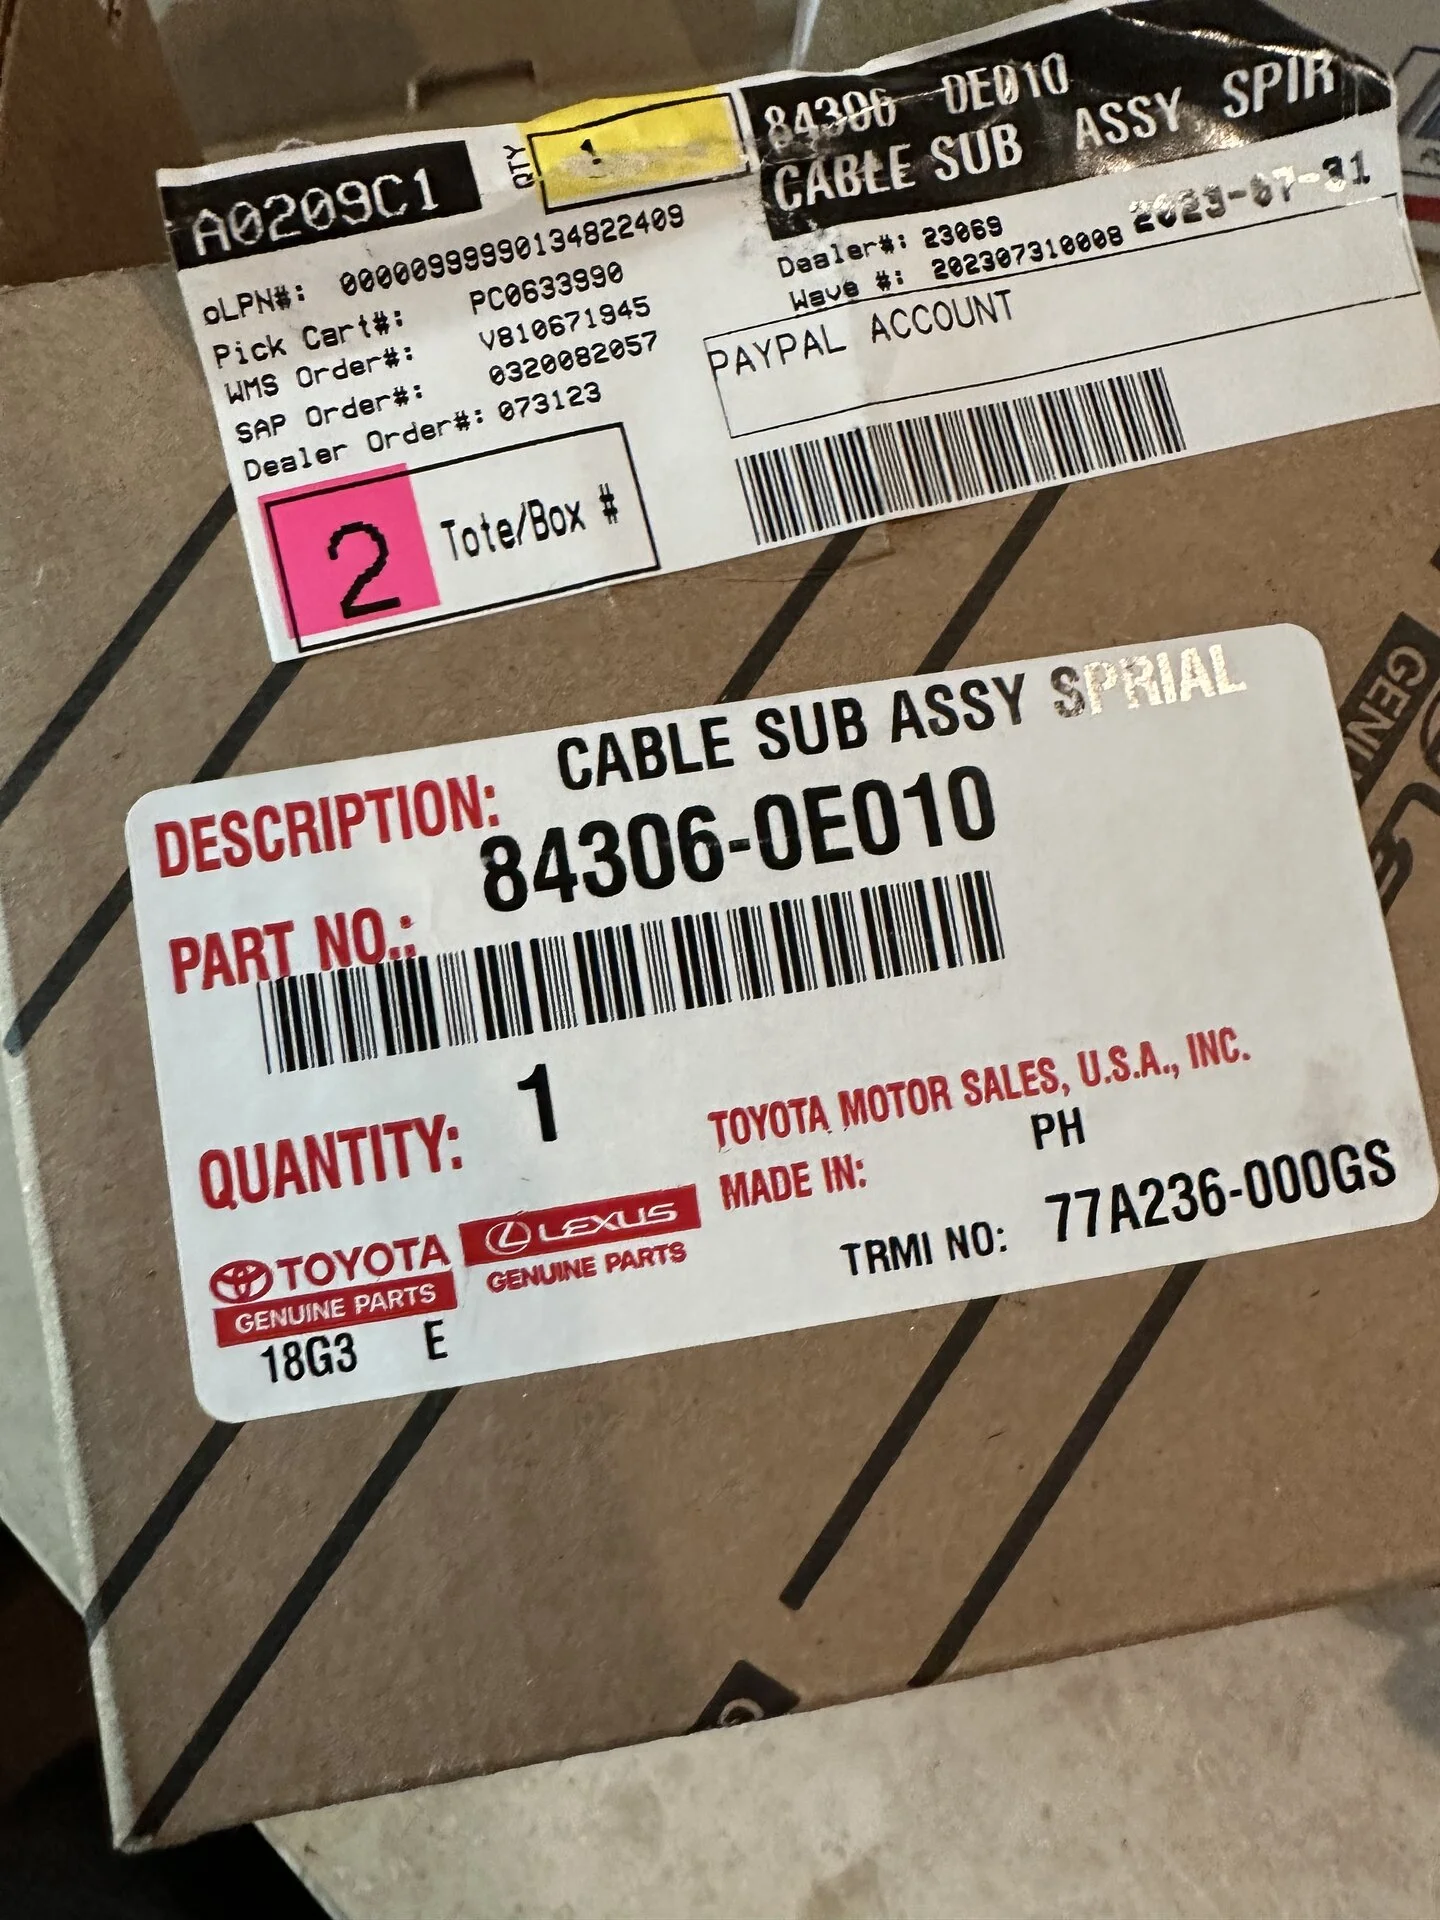 A0209C1
QTY 1
84306 0E010
CABLE SUB ASSY SPIR
oLPN#: 00000999990134822409
Pick Cart#: PC0633990
WMS Order#: V810671945
SAP Order#: 0320082057
Dealer Order#: 073123
Dealer#: 23069 2023-07-31
Wave #: 202307310008
PAYPAL ACCOUNT
2 Tote/Box #
DESCRIPTION: CABLE SUB ASSY SPRIAL
PART NO.: 84306-0E010
QUANTITY: 1
TOYOTA MOTOR SALES, U.S.A., INC.
MADE IN: PH
TRMI NO: 77A236-000GS
TOYOTA
GENUINE PARTS
LEXUS
GENUINE PARTS
18G3 E